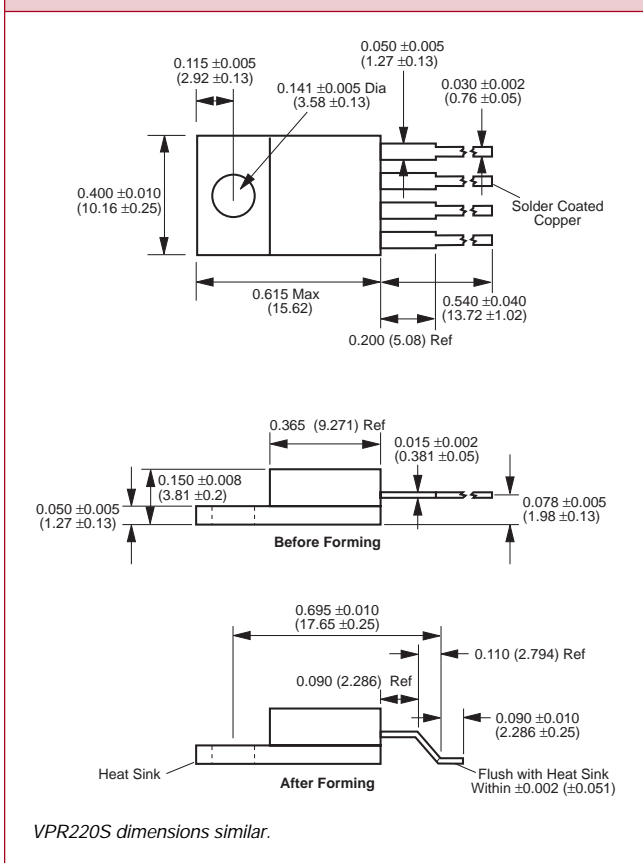 0.050 ±0.005
(1.27 ±0.13)
0.115 ±0.005
(2.92 ±0.13)
0.141 ±0.005 Dia
(3.58 ±0.13)
0.030 ±0.002
(0.76 ±0.05)
0.400 ±0.010
(10.16 ±0.25)
Solder Coated
Copper
0.615 Max
(15.62)
0.540 ±0.040
(13.72 ±1.02)
0.200 (5.08) Ref
0.365 (9.271) Ref
0.015 ±0.002
(0.381 ±0.05)
0.150 ±0.008
(3.81 ±0.2)
0.050 ±0.005
(1.27 ±0.13)
0.078 ±0.005
(1.98 ±0.13)
Before Forming
0.695 ±0.010
(17.65 ±0.25)
0.110 (2.794) Ref
0.090 (2.286) Ref
0.090 ±0.010
(2.286 ±0.25)
Heat Sink
After Forming
Flush with Heat Sink
Within ±0.002 (±0.051)
VPR220S dimensions similar.